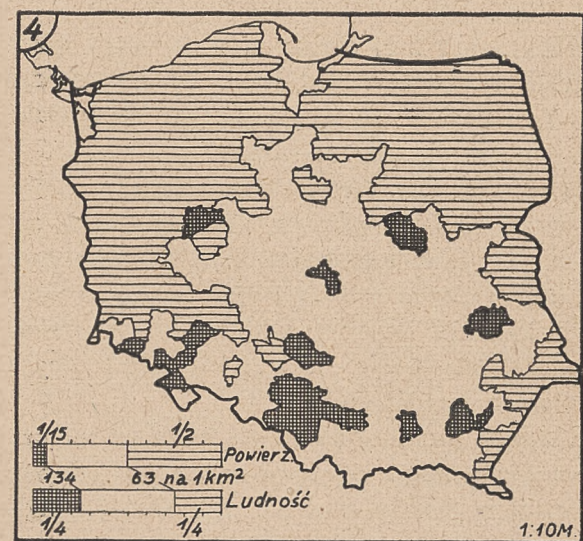 4
1/15 1/2
Powierz.
134 63 na 1km²
Ludność
1/4 1/4
1:10M.